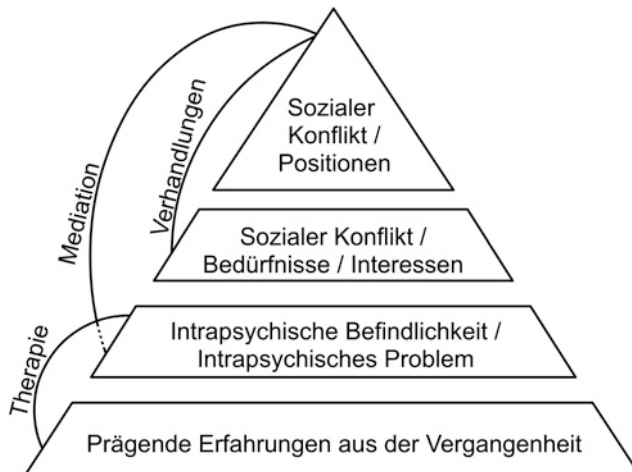 Sozialer
Konflikt /
Positionen
Verhandlungen
Mediation
Sozialer Konflikt /
Bedürfnisse / Interessen
Intrapsychische Befindlichkeit /
Intrapsychisches Problem
Therapie
Prägende Erfahrungen aus der Vergangenheit